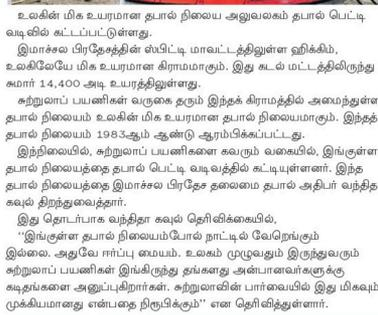 உலகின் மிக உயரமான தபால் நிலைய அலுவலகம் தபால் பெட்டி
வடிவில் கட்டப்பட்டுள்ளது.
இமாச்சல பிரதேசத்தின் ஸ்பிட்டி மாவட்டத்திலுள்ள ஹிக்கிம்,
உலகிலேயே மிக உயரமான கிராமமாகும். இது கடல் மட்டத்திலிருந்து
சுமார் 14,400 அடி உயரத்திலுள்ளது.
சுற்றுலாப் பயணிகள் வருகை தரும் இந்தக் கிராமத்தில் அமைந்துள்ள
தபால் நிலையம் உலகின் மிக உயரமான தபால் நிலையமாகும். இந்தத்
தபால் நிலையம் 1983ஆம் ஆண்டு ஆரம்பிக்கப்பட்டது.
இந்நிலையில், சுற்றுலாப் பயணிகளை கவரும் வகையில், இங்குள்ள
தபால் நிலையத்தை தபால் பெட்டி வடிவத்தில் கட்டியுள்ளனர். இந்த
தபால் நிலையத்தை இமாச்சல பிரதேச தலைமை தபால் அதிபர் வந்தித
கவுல் திறந்துவைத்தார்.
இது தொடர்பாக வந்திதா கவுல் தெரிவிக்கையில்,
"இங்குள்ள தபால் நிலையம்போல் நாட்டில் வேறெங்கும்
இல்லை. அதுவே ஈர்ப்பு மையம். உலகம் முழுவதும் இருந்துவரும்
சுற்றுலாப் பயணிகள் இங்கிருந்து தங்களது அன்பானவர்களுக்கு
கடிதங்களை அனுப்புகிறார்கள். சுற்றுலாவின் பார்வையில் இது மிகவும்
முக்கியமானது என்பதை நிரூபிக்கும்" என தெரிவித்துள்ளார்.